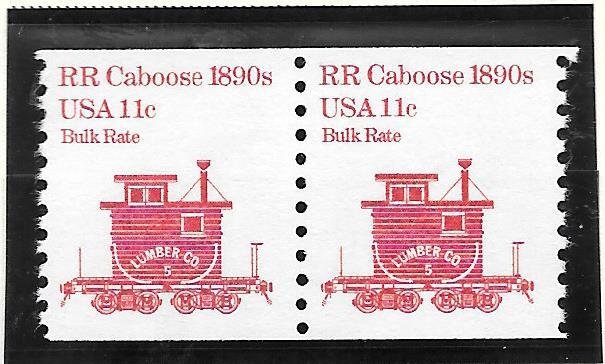 RR Caboose 1890s
USA 11c
Bulk Rate
LUMBER-CO
5
RR Caboose 1890s
USA 11c
Bulk Rate
LUMBER-CO
5